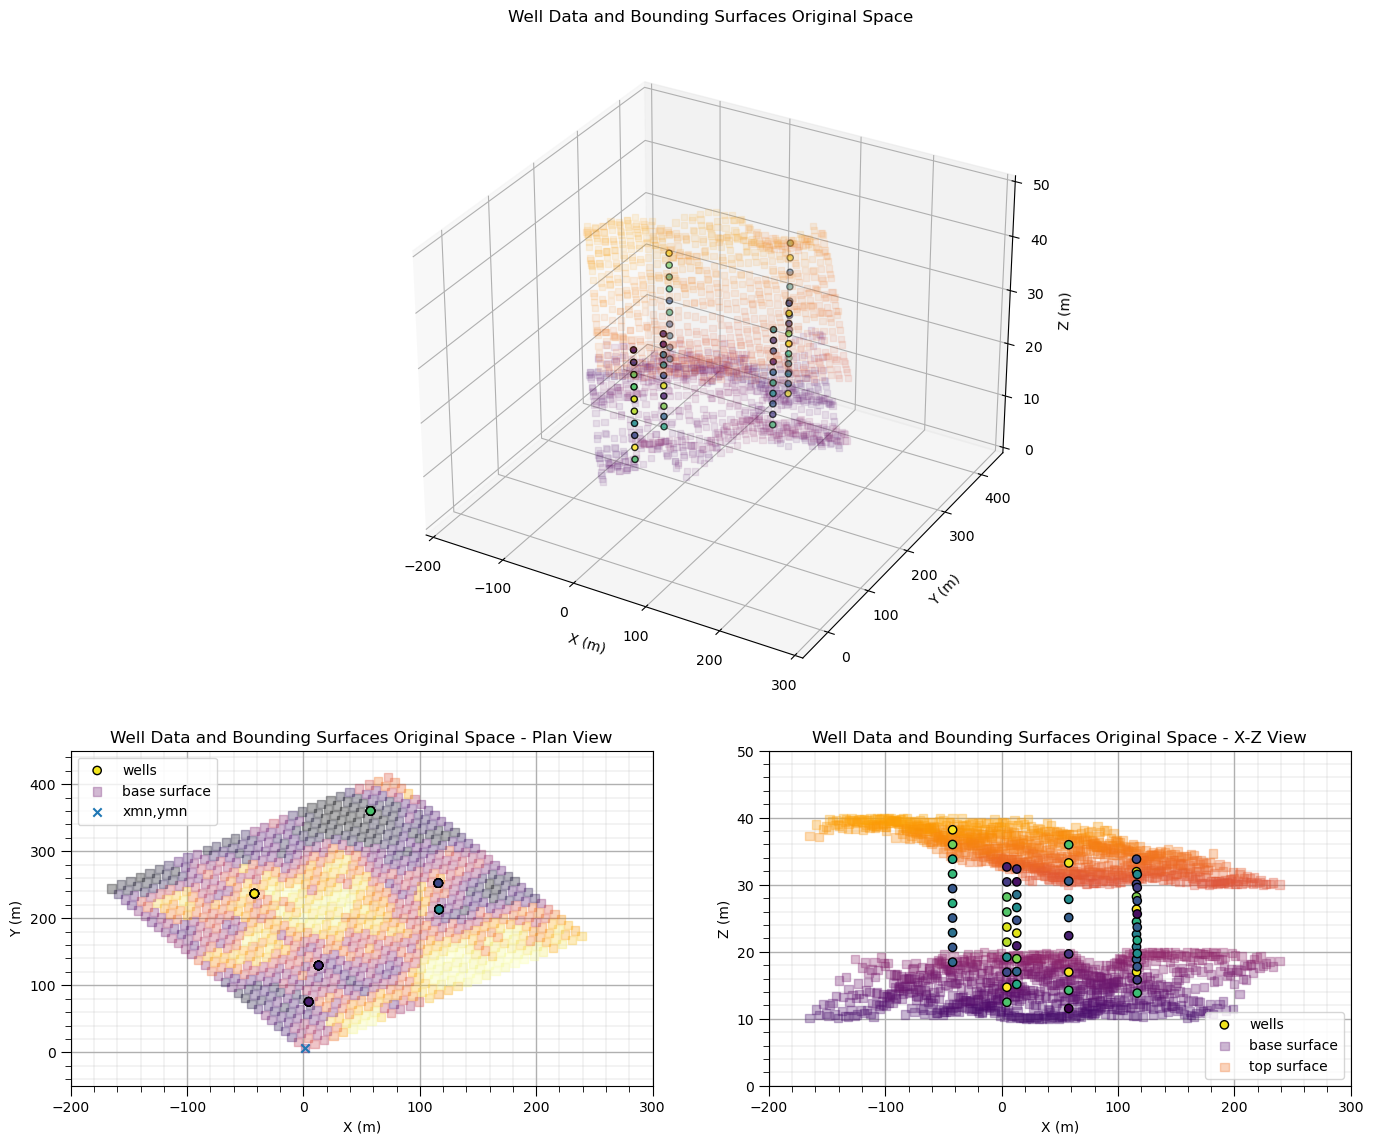 Well Data and Bounding Surfaces Original Space
50
40
30
20
10
0
Z (m)
400
300
200
100
0
Y (m)
−200
−100
0
100
200
300
X (m)
Well Data and Bounding Surfaces Original Space - Plan View
wells
base surface
xmn,ymn
400
300
200
100
0
Y (m)
−200
−100
0
100
200
300
X (m)
Well Data and Bounding Surfaces Original Space - X-Z View
50
40
30
20
10
0
Z (m)
wells
base surface
top surface
−200
−100
0
100
200
300
X (m)